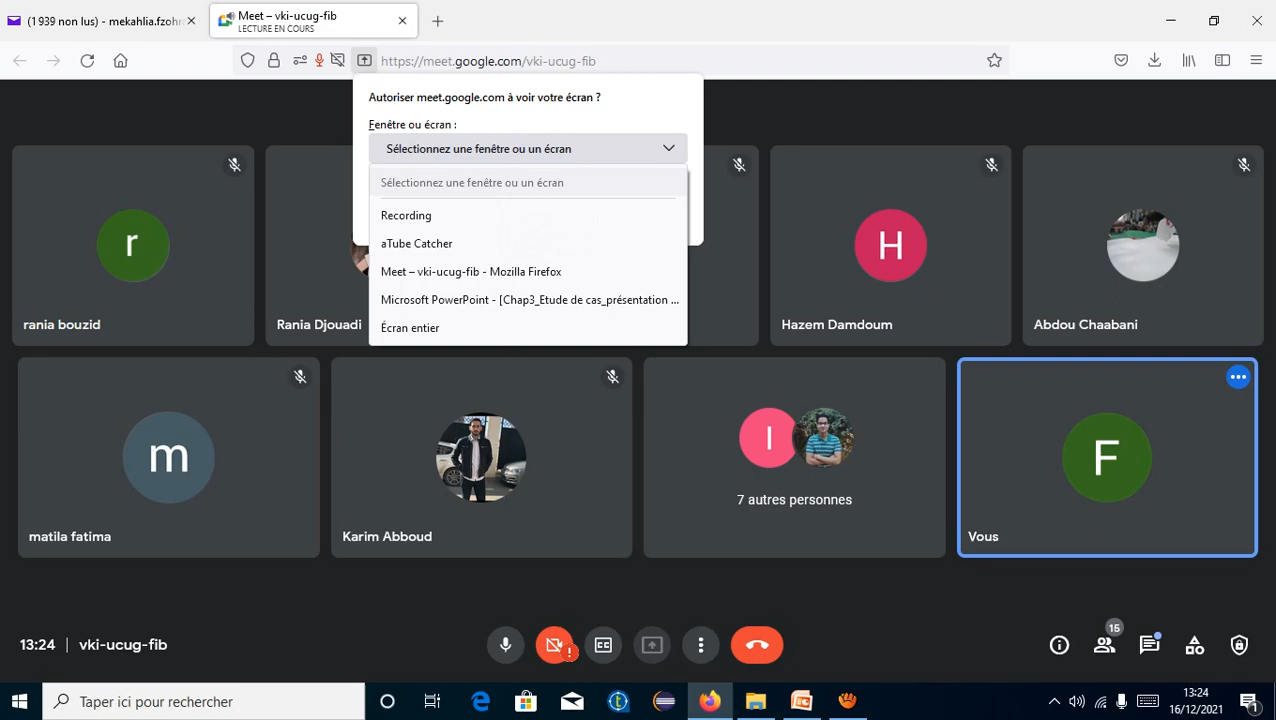 (1 939 non lus) - mekahlia.fzohr
Meet – vki-ucug-fib
LECTURE EN COURS
https://meet.google.com/vki-ucug-fib
Autoriser meet.google.com à voir votre écran ?
Fenêtre ou écran :
Sélectionnez une fenêtre ou un écran
Sélectionnez une fenêtre ou un écran
Recording
aTube Catcher
Meet – vki-ucug-fib - Mozilla Firefox
Microsoft PowerPoint - [Chap3_Etude de cas_présentation ...
Écran entier
r
H
rania bouzid
Rania Djouadi
Hazem Damdoum
Abdou Chaabani
m
I
F
7 autres personnes
matila fatima
Karim Abboud
Vous
13:24 | vki-ucug-fib
15
Taper ici pour rechercher
13:24
16/12/2021
1